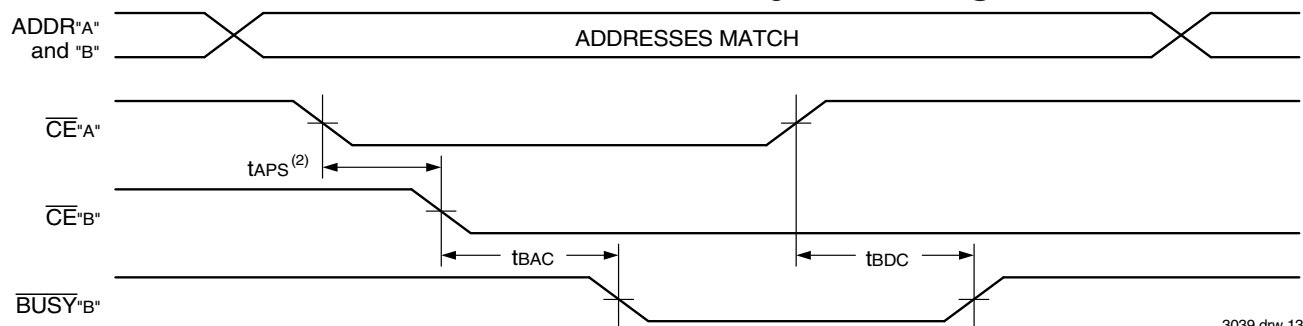 ADDR"A"
and "B"
ADDRESSES MATCH
CE"A"
tAPS(2)
CE"B"
tBAC
tBDC
BUSY"B"
3039 drw 13